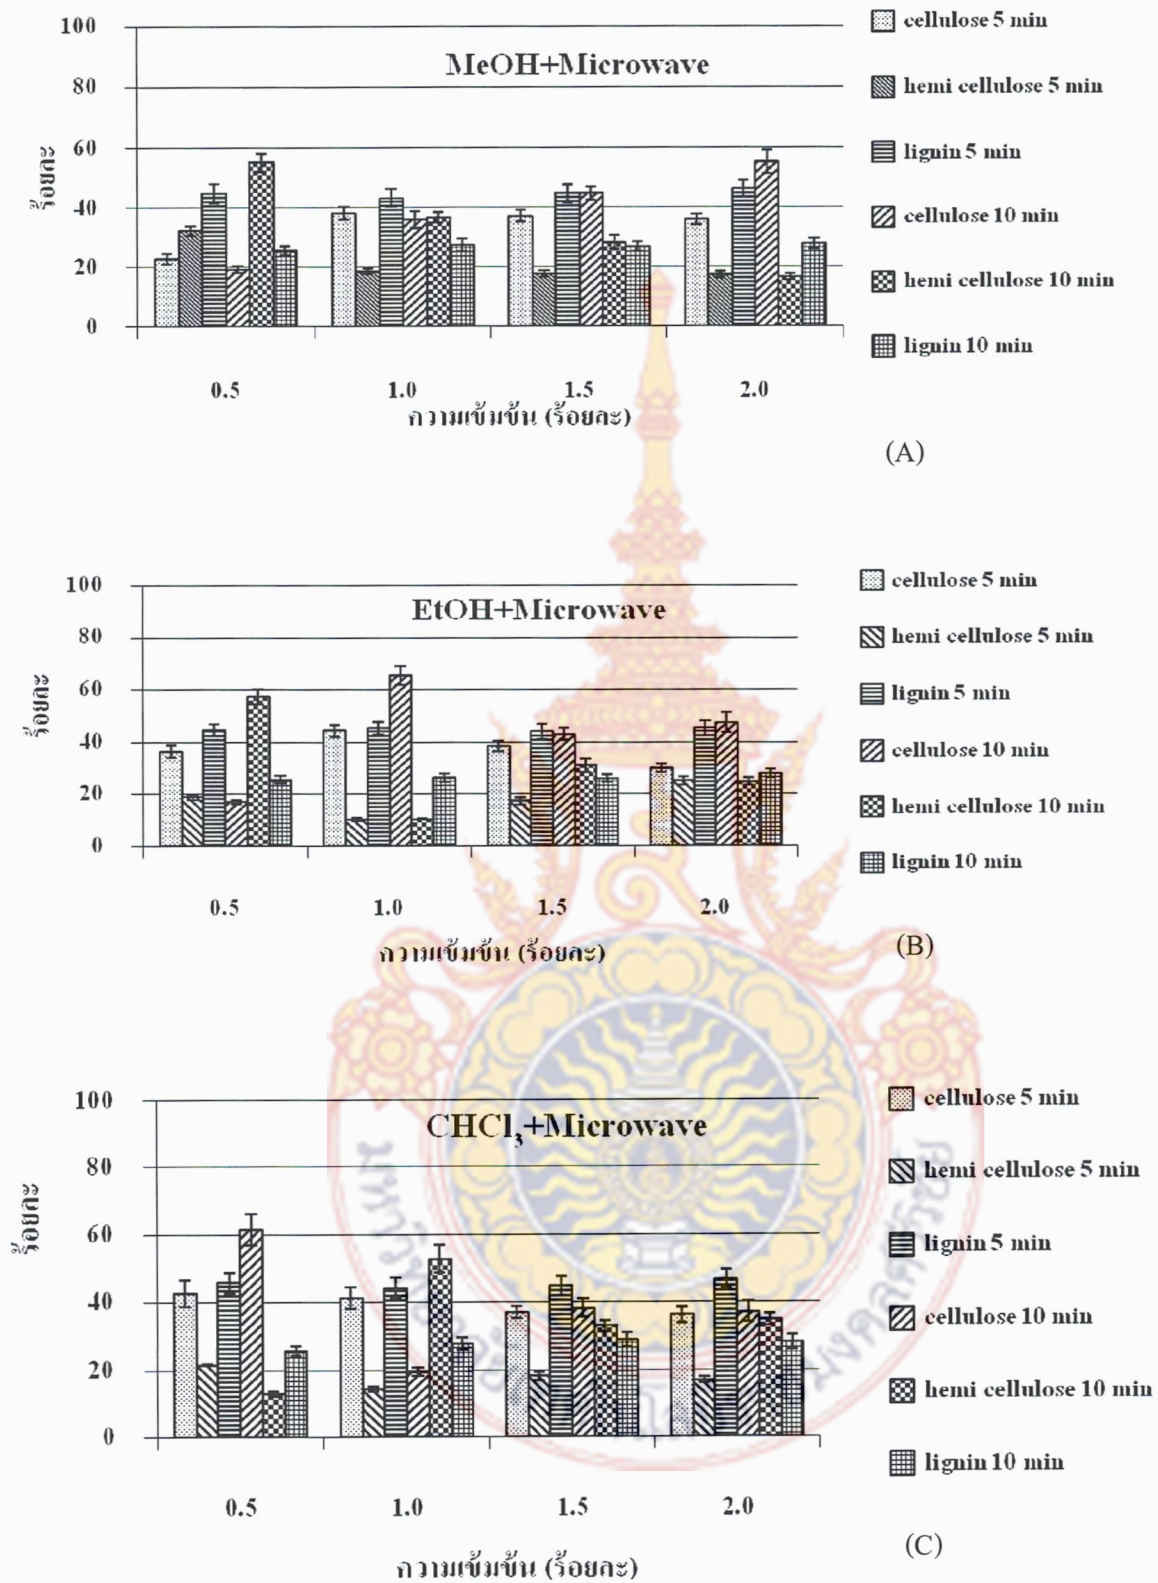 MeOH+Microwave
100
80
60
40
20
0
ร้อยละ
0.5 1.0 1.5 2.0
ความเข้มข้น (ร้อยละ)
cellulose 5 min
hemi cellulose 5 min
lignin 5 min
cellulose 10 min
hemi cellulose 10 min
lignin 10 min
(A)
EtOH+Microwave
100
80
60
40
20
0
ร้อยละ
0.5 1.0 1.5 2.0
ความเข้มข้น (ร้อยละ)
cellulose 5 min
hemi cellulose 5 min
lignin 5 min
cellulose 10 min
hemi cellulose 10 min
lignin 10 min
(B)
CHCl₃+Microwave
100
80
60
40
20
0
ร้อยละ
0.5 1.0 1.5 2.0
ความเข้มข้น (ร้อยละ)
cellulose 5 min
hemi cellulose 5 min
lignin 5 min
cellulose 10 min
hemi cellulose 10 min
lignin 10 min
(C)